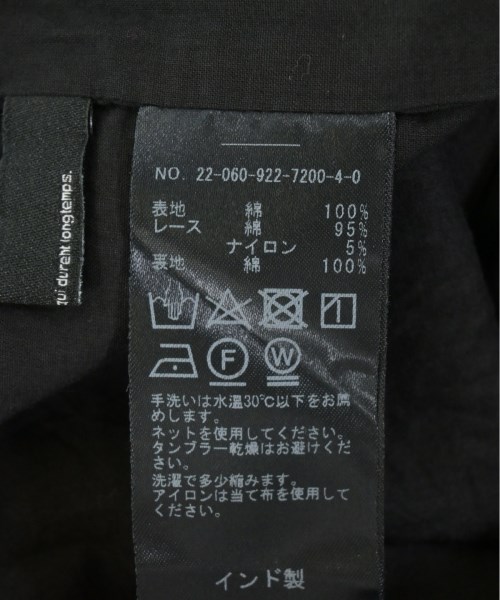 qui durent longtemps.
NO. 22-060-922-7200-4-0
表地 綿 100%
レース 綿 95%
ナイロン 5%
裏地 綿 100%
F W
手洗いは水温30℃以下をお薦
めします。
ネットを使用してください。
タンブラー乾燥はお避けくだ
さい。
洗濯で多少縮みます。
アイロンは当て布を使用して
ください。
インド製